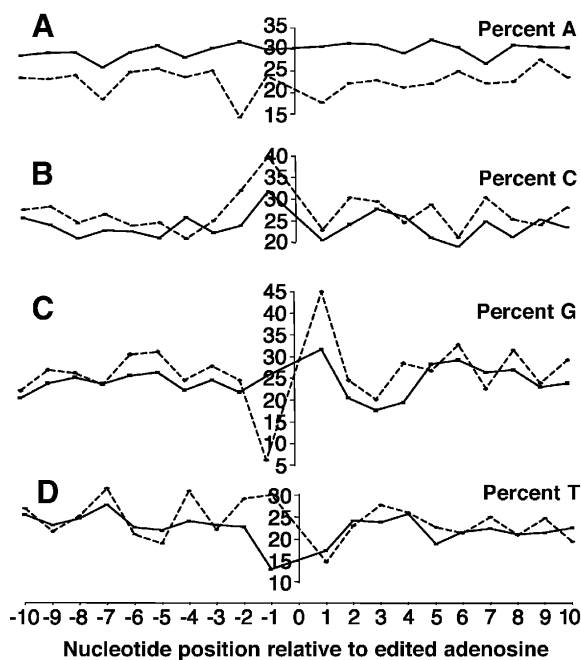 A
Percent A
35
30
25
20
15
B
Percent C
40
35
30
25
20
C
Percent G
45
40
35
30
25
20
15
10
5
D
Percent T
30
25
20
15
10
-10 -9 -8 -7 -6 -5 -4 -3 -2 -1 0 1 2 3 4 5 6 7 8 9 10
Nucleotide position relative to edited adenosine